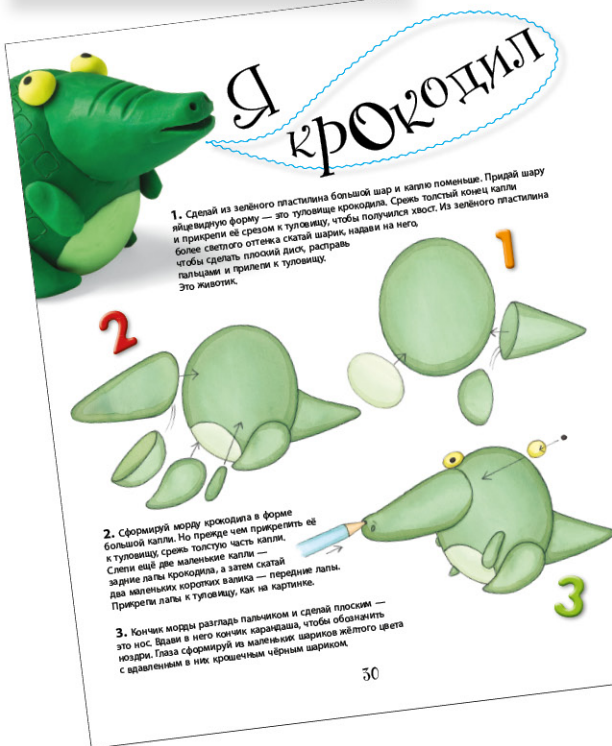 Я
крокодил
1. Сделай из зелёного пластилина большой шар и каплю поменьше. Придай шару
яйцевидную форму — это туловище крокодила. Срежь толстый конец капли
и прикрепи её срезом к туловищу, чтобы получился хвост. Из зелёного пластилина
более светлого оттенка скатай шарик, надави на него,
чтобы сделать плоский диск, расправь
пальцами и прилепи к туловищу.
Это животик.
1
2
2. Сформируй морду крокодила в форме
большой капли. Но прежде чем прикрепить её
к туловищу, срежь толстую часть капли.
Слепи ещё две маленькие капли —
задние лапы крокодила, а затем скатай
два маленьких коротких валика — передние лапы.
Прикрепи лапы к туловищу, как на картинке.
3
3. Кончик морды разгладь пальчиком и сделай плоским —
это нос. Вдави в него кончик карандаша, чтобы обозначить
ноздри. Глаза сформируй из маленьких шариков жёлтого цвета
с вдавленным в них крошечным чёрным шариком.
30